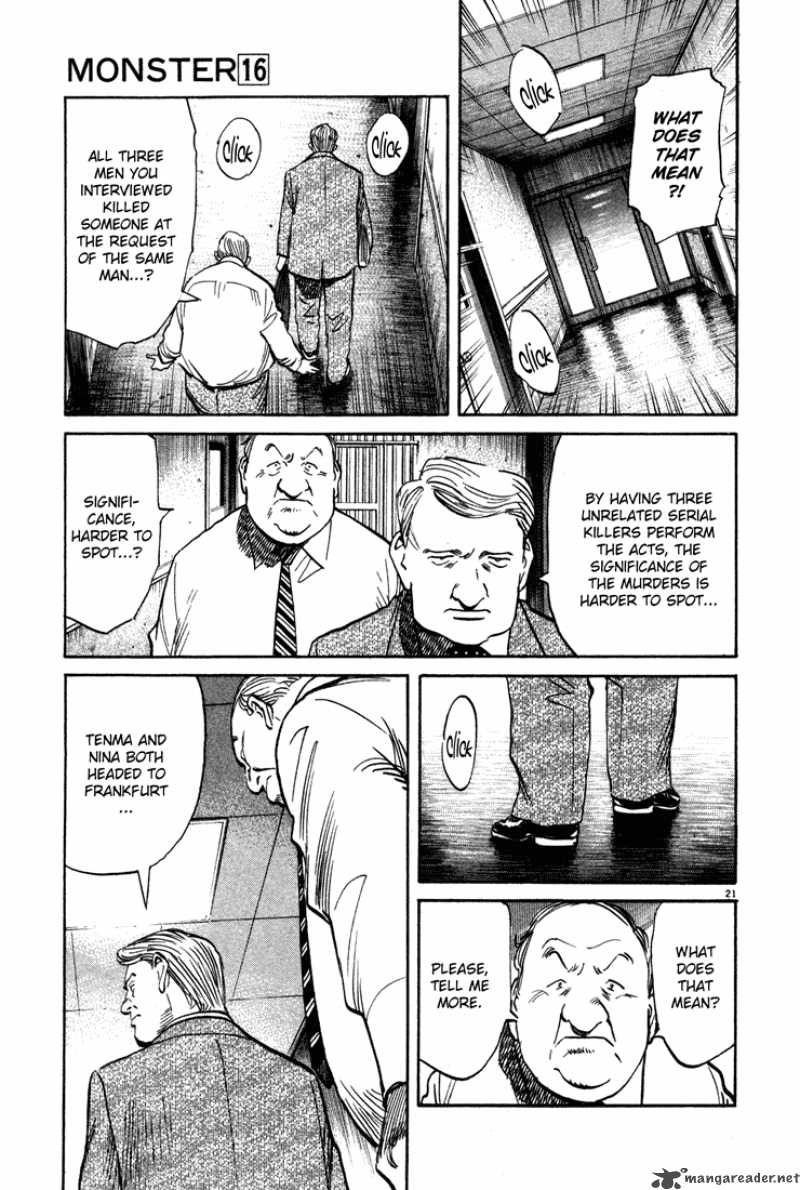 MONSTER 16
Click
WHAT
DOES
THAT
MEAN
?!
Click
Click
Click
ALL THREE
MEN YOU
INTERVIEWED
KILLED
SOMEONE AT
THE REQUEST
OF THE SAME
MAN...?
BY HAVING THREE
UNRELATED SERIAL
KILLERS PERFORM
THE ACTS, THE
SIGNIFICANCE OF
THE MURDERS IS
HARDER TO SPOT...
SIGNIFI-
CANCE,
HARDER TO
SPOT...?
Click
21
WHAT
DOES
THAT
MEAN?
PLEASE,
TELL ME
MORE.
TENMA AND
NINA BOTH
HEADED TO
FRANKFURT
...
mangareader.net